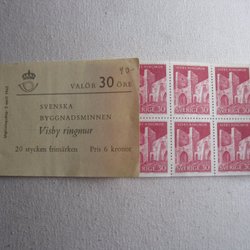 VALÖR 30 ÖRE
SVENSKA
BYGGNADSMINNEN
Visby ringmur
20 stycken frimärken Pris 6 kronor
SVERIGE 30
SVERIGE 30
SVERIGE 30
SVERIGE 30
SVERIGE 30
SVERIGE 30